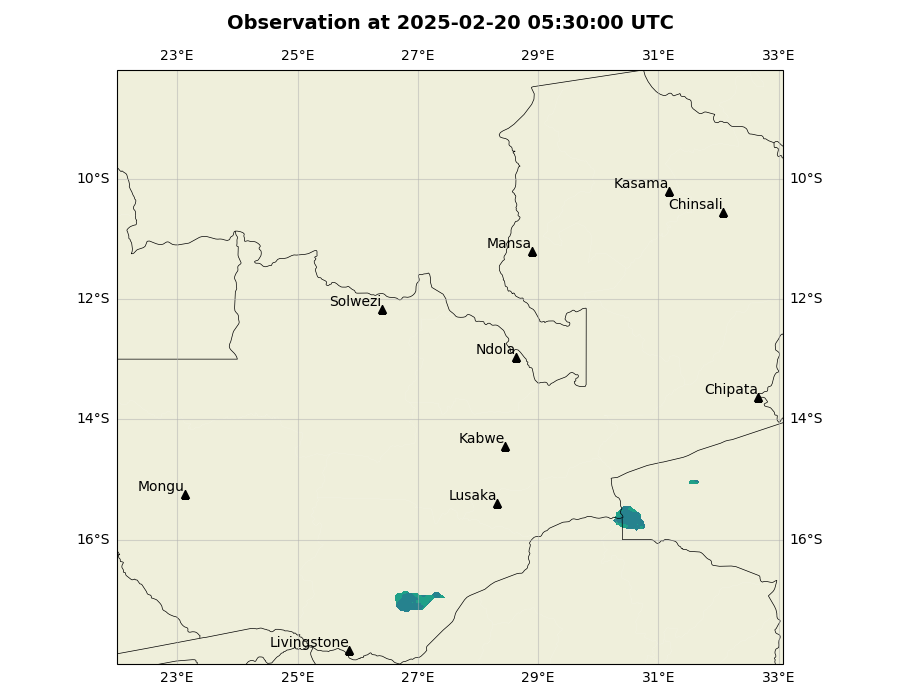 Observation at 2025-02-20 05:30:00 UTC
23°E 25°E 27°E 29°E 31°E 33°E
10°S 10°S
Kasama
Chinsali
Mansa
12°S 12°S
Solwezi
Ndola
Chipata
14°S 14°S
Kabwe
Mongu
Lusaka
16°S 16°S
Livingstone
23°E 25°E 27°E 29°E 31°E 33°E